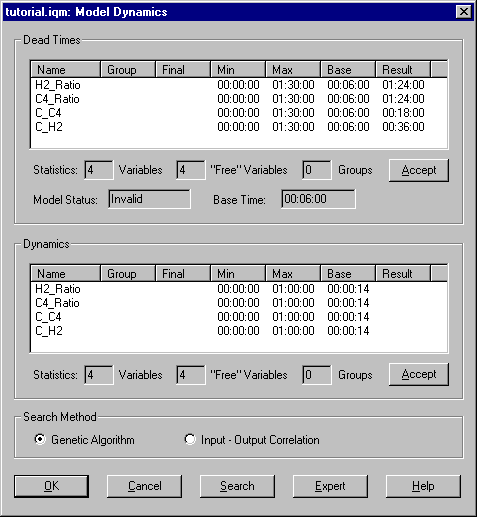 tutorial.iqm: Model Dynamics
Dead Times
Name Group Final Min Max Base Result
H2_Ratio 00:00:00 01:30:00 00:06:00 01:24:00
C4_Ratio 00:00:00 01:30:00 00:06:00 01:24:00
C_C4 00:00:00 01:30:00 00:06:00 00:18:00
C_H2 00:00:00 01:30:00 00:06:00 00:36:00
Statistics: 4 Variables 4 "Free" Variables 0 Groups Accept
Model Status: Invalid Base Time: 00:06:00
Dynamics
Name Group Final Min Max Base Result
H2_Ratio 00:00:00 01:00:00 00:00:14
C4_Ratio 00:00:00 01:00:00 00:00:14
C_C4 00:00:00 01:00:00 00:00:14
C_H2 00:00:00 01:00:00 00:00:14
Statistics: 4 Variables 4 "Free" Variables 0 Groups Accept
Search Method
Genetic Algorithm Input - Output Correlation
OK Cancel Search Expert Help